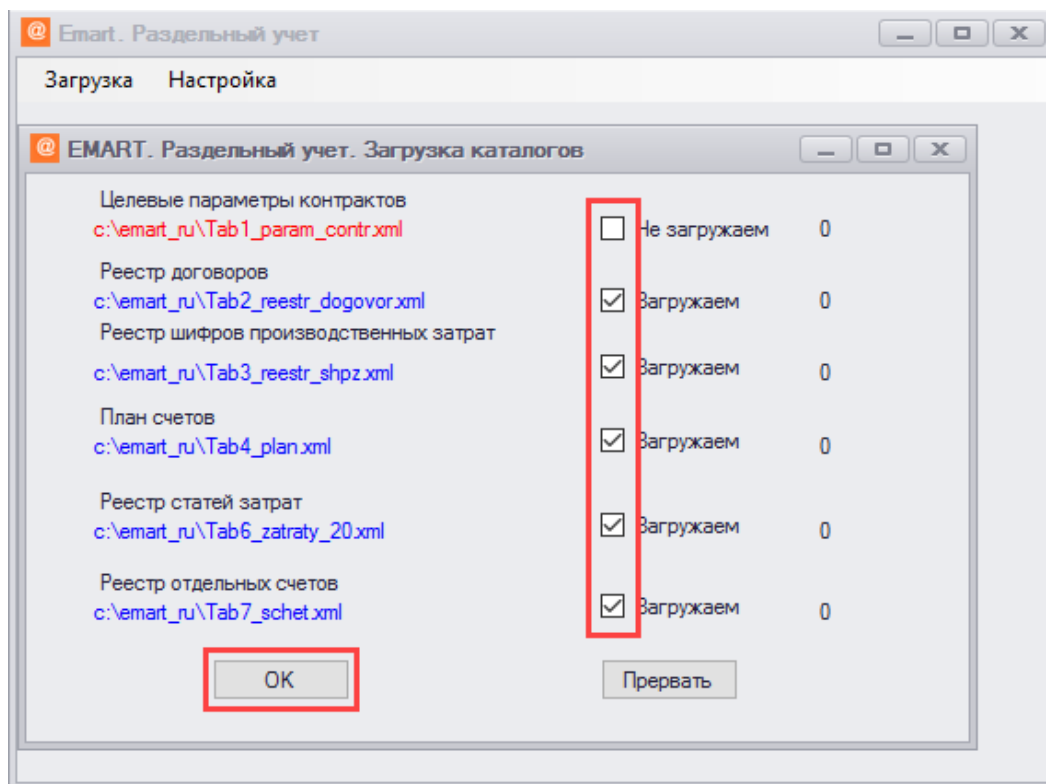 Emart. Раздельный учет
Загрузка Настройка
EMART. Раздельный учет. Загрузка каталогов
Целевые параметры контрактов
c:\emart_ru\Tab1_param_contr.xml Не загружаем 0
Реестр договоров
c:\emart_ru\Tab2_reestr_dogovor.xml Загружаем 0
Реестр шифров производственных затрат
c:\emart_ru\Tab3_reestr_shpz.xml Загружаем 0
План счетов
c:\emart_ru\Tab4_plan.xml Загружаем 0
Реестр статей затрат
c:\emart_ru\Tab6_zatraty_20.xml Загружаем 0
Реестр отдельных счетов
c:\emart_ru\Tab7_schet.xml Загружаем 0
OK Прервать